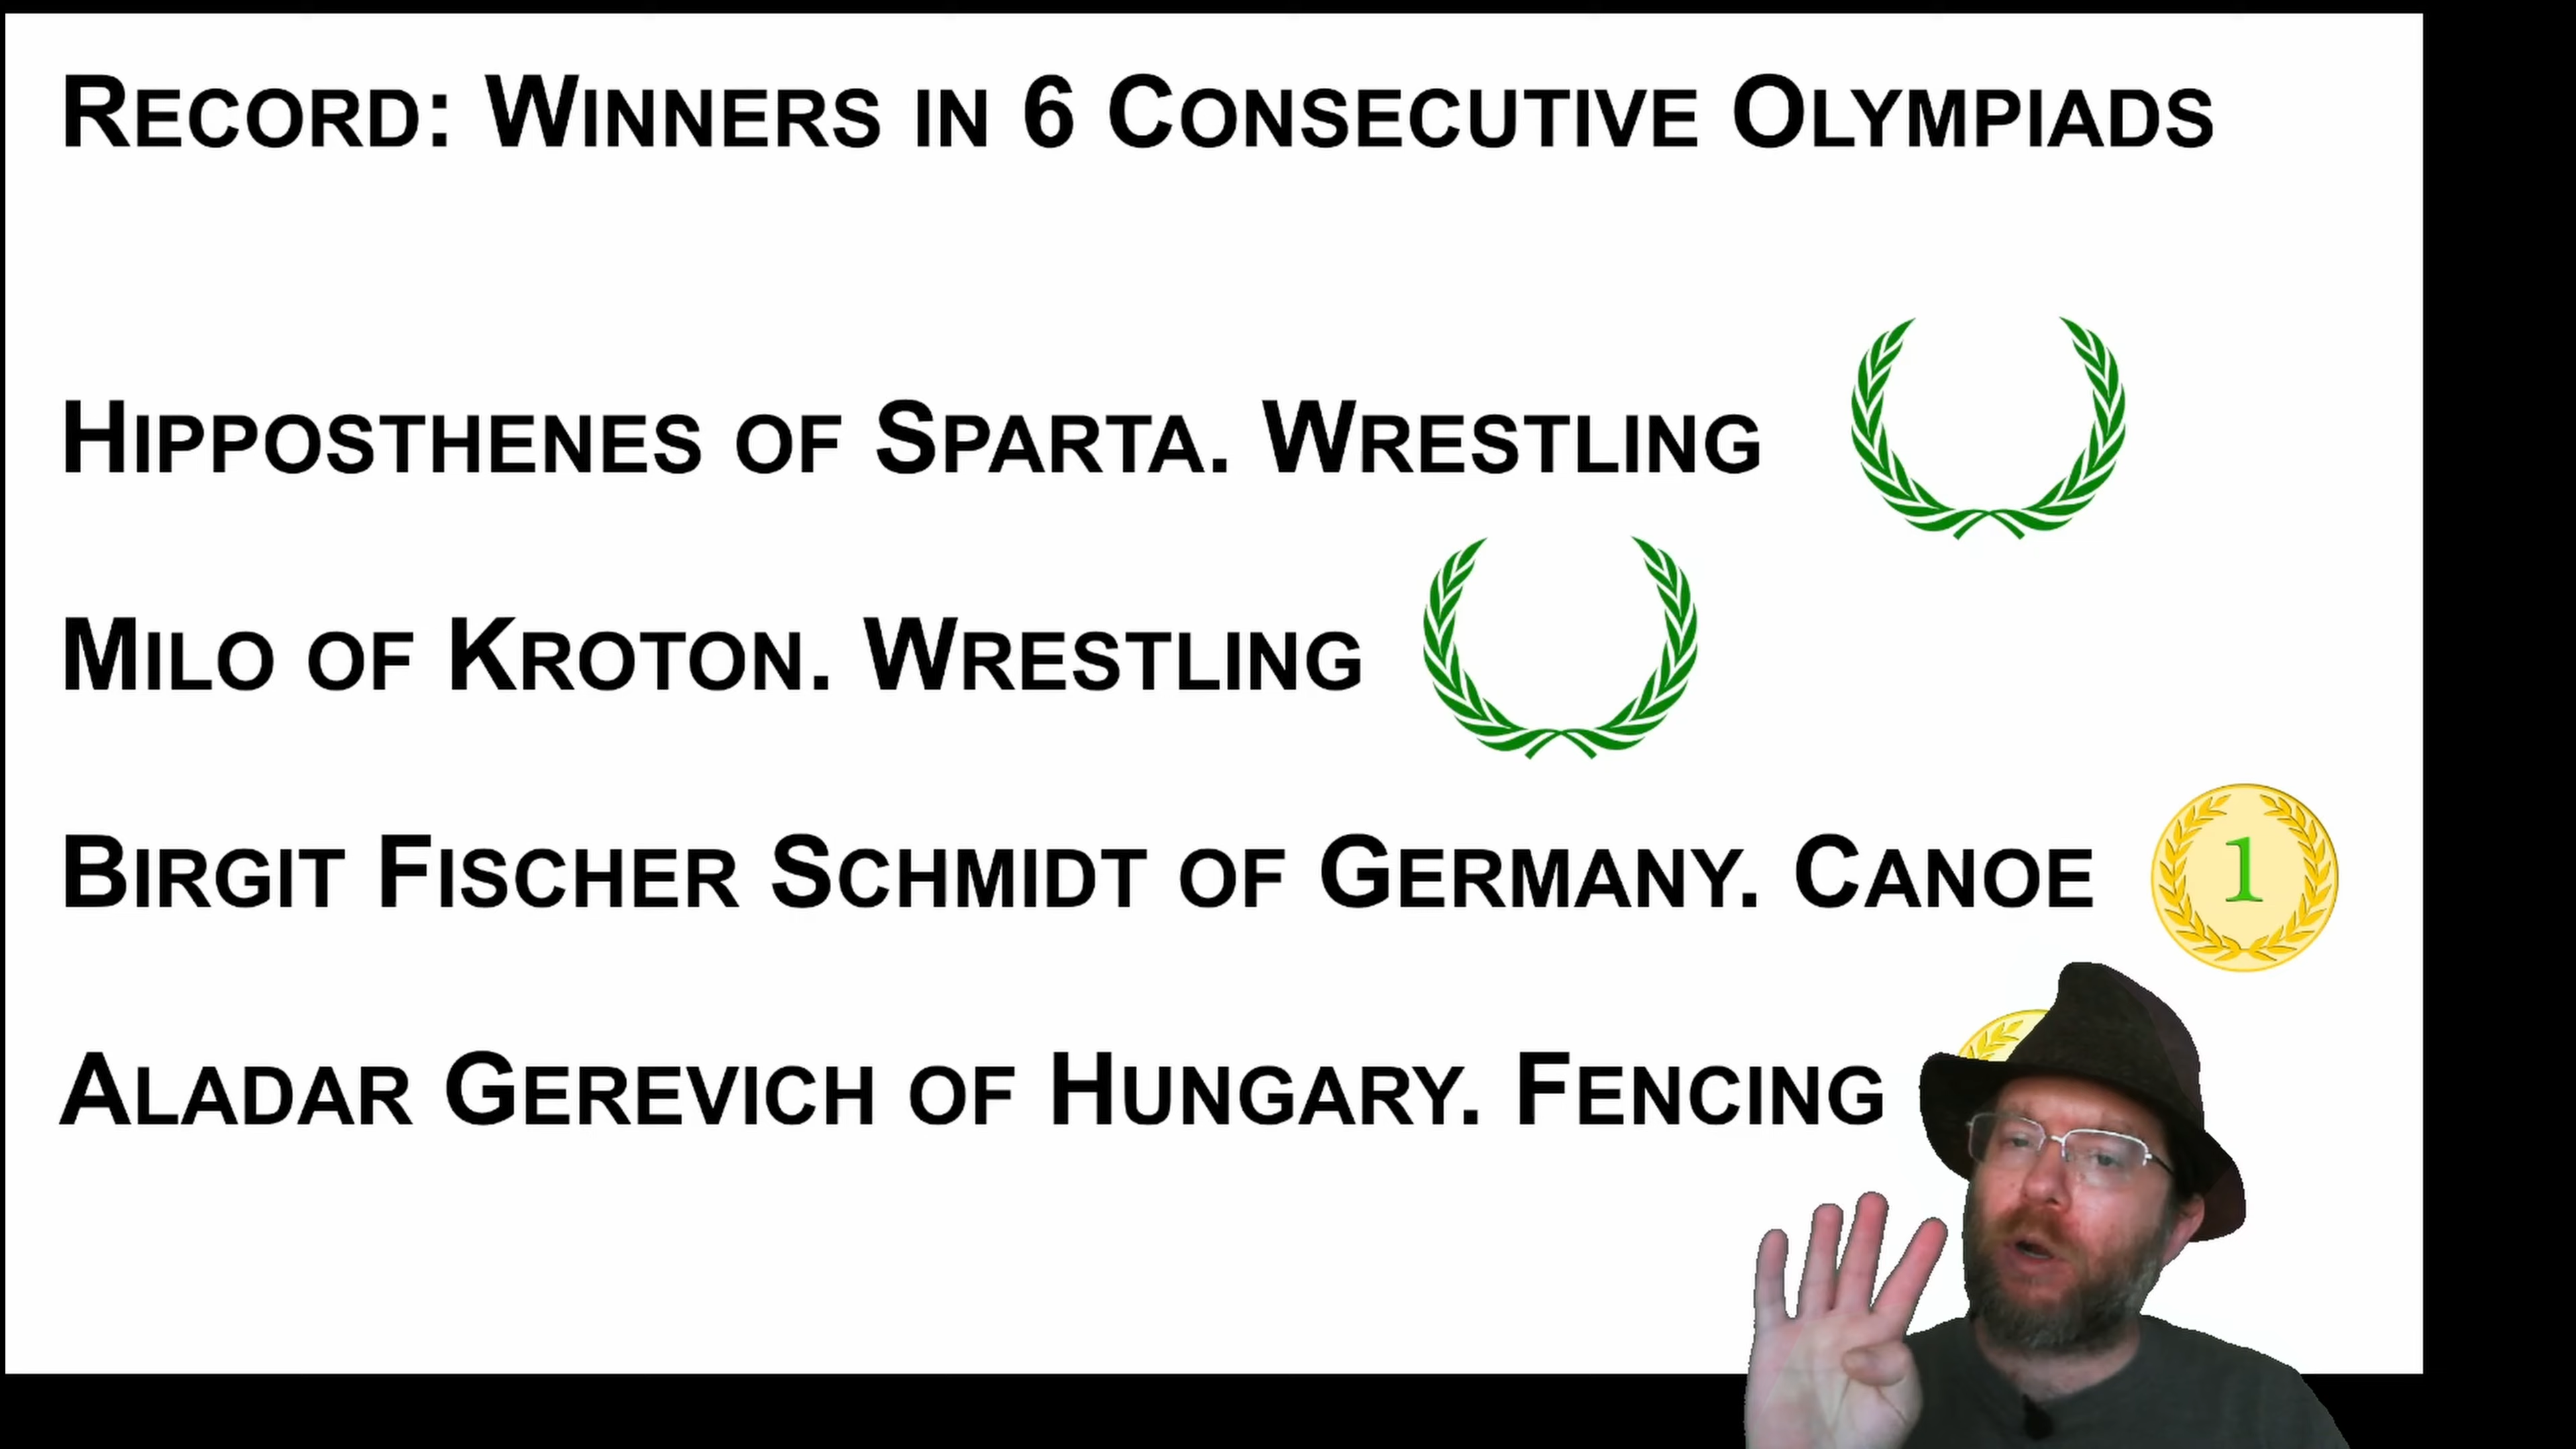 Record: Winners in 6 Consecutive Olympiads
Hipposthenes of Sparta. Wrestling
Milo of Kroton. Wrestling
Birgit Fischer Schmidt of Germany. Canoe
1
Aladar Gerevich of Hungary. Fencing